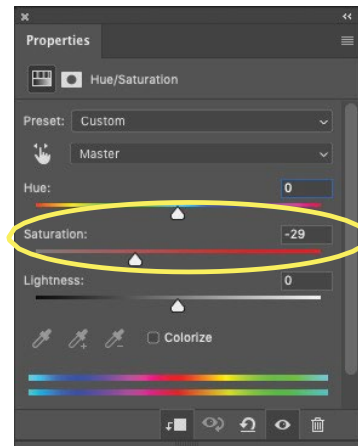 Properties
Hue/Saturation
Preset: Custom
Master
Hue: 0
Saturation: -29
Lightness: 0
Colorize